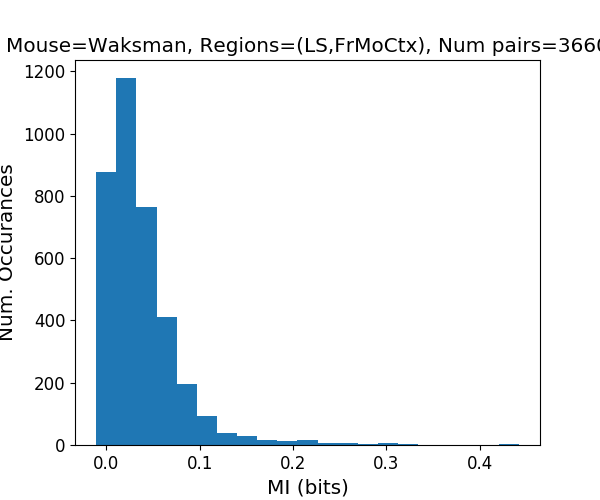 Mouse=Waksman, Regions=(LS,FrMoCtx), Num pairs=3660
1200
1000
800
600
400
200
0
Num. Occurances
0.0 0.1 0.2 0.3 0.4
MI (bits)